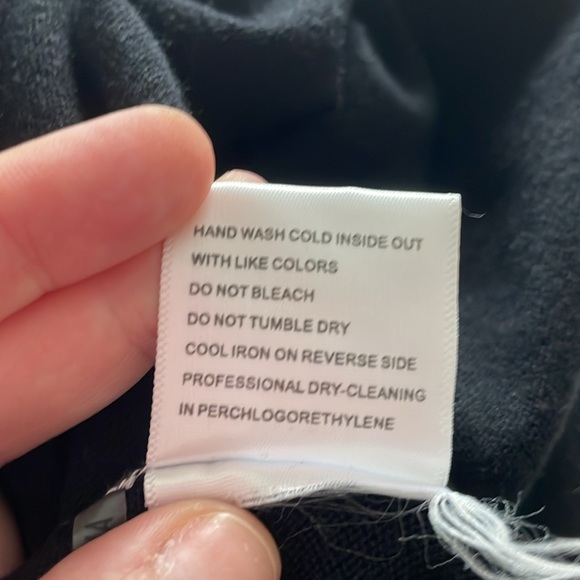 HAND WASH COLD INSIDE OUT
WITH LIKE COLORS
DO NOT BLEACH
DO NOT TUMBLE DRY
COOL IRON ON REVERSE SIDE
PROFESSIONAL DRY-CLEANING
IN PERCHLOGORETHYLENE